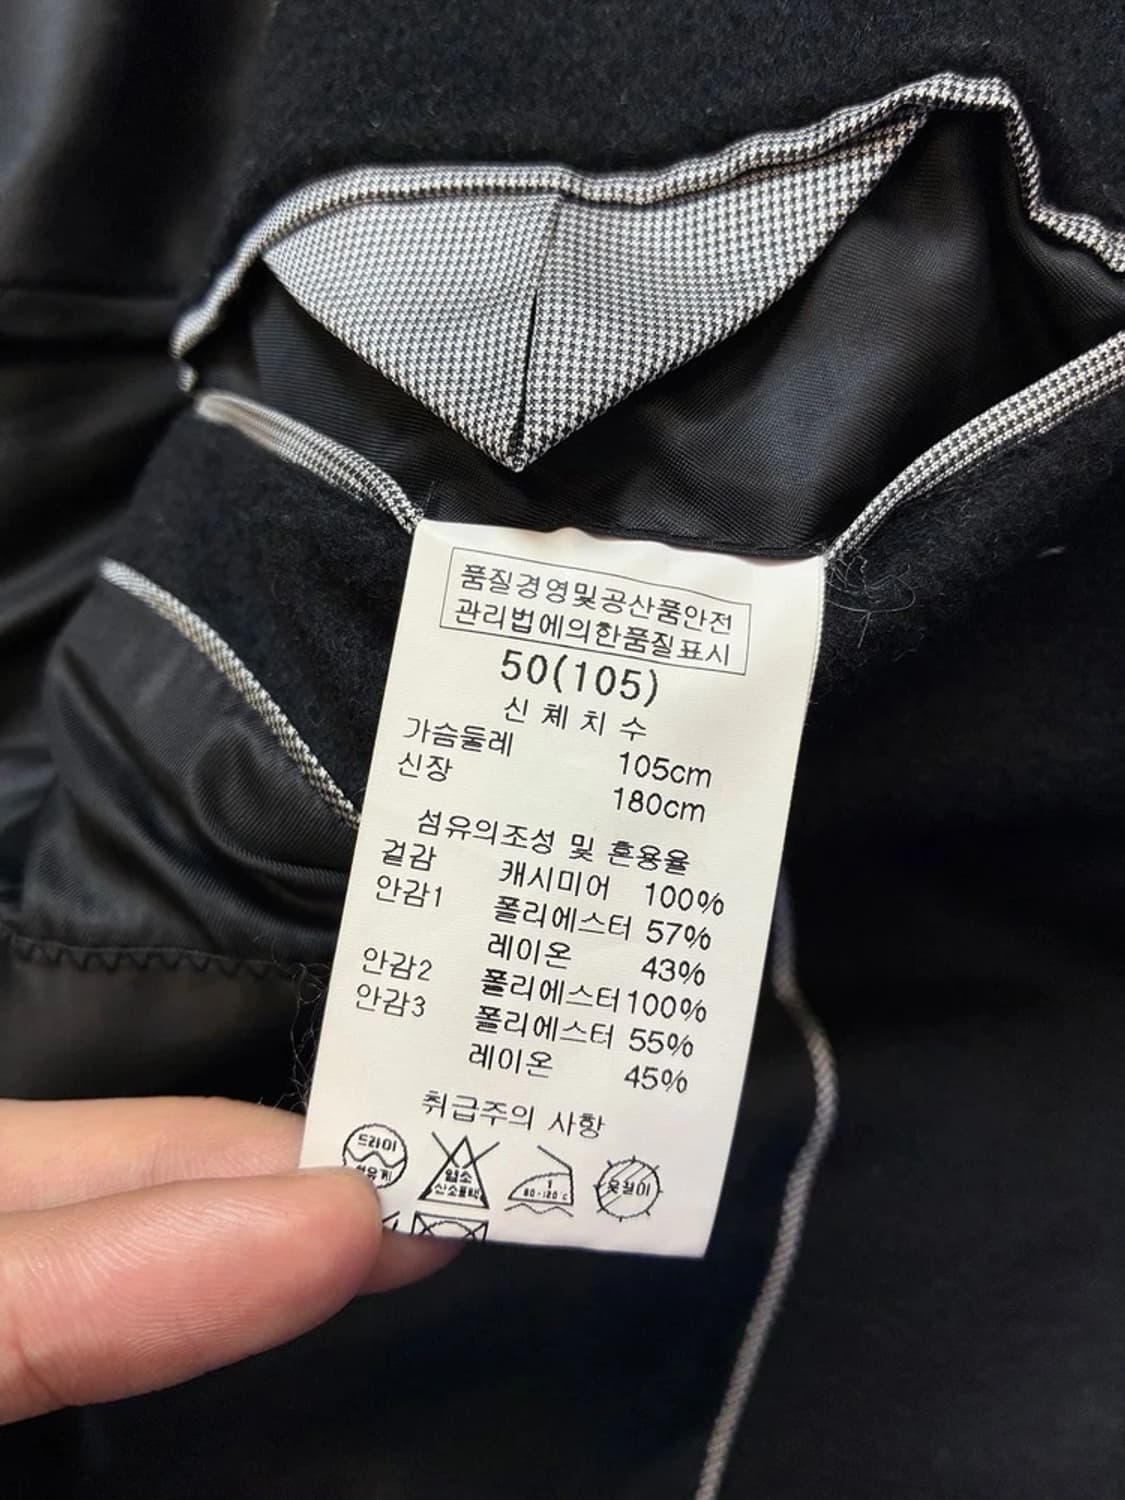 품질경영및공산품안전
관리법에의한품질표시
50(105)
신 체 치 수
가슴둘레 105cm
신장 180cm
섬유의조성 및 혼용율
겉감 캐시미어 100%
안감1 폴리에스터 57%
레이온 43%
안감2 폴리에스터 100%
안감3 폴리에스터 55%
레이온 45%
취급주의 사항
드라이
염소
산소표백
1
80-120℃
옷걸이